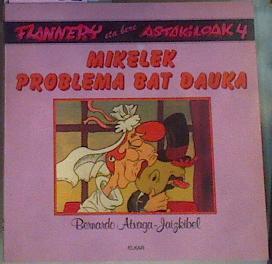 FLANNERY eta bere ASTAKILOAK 4
MIKELEK
PROBLEMA BAT DAUKA
Bernardo Atxaga-Jaizkibel
ELKAR